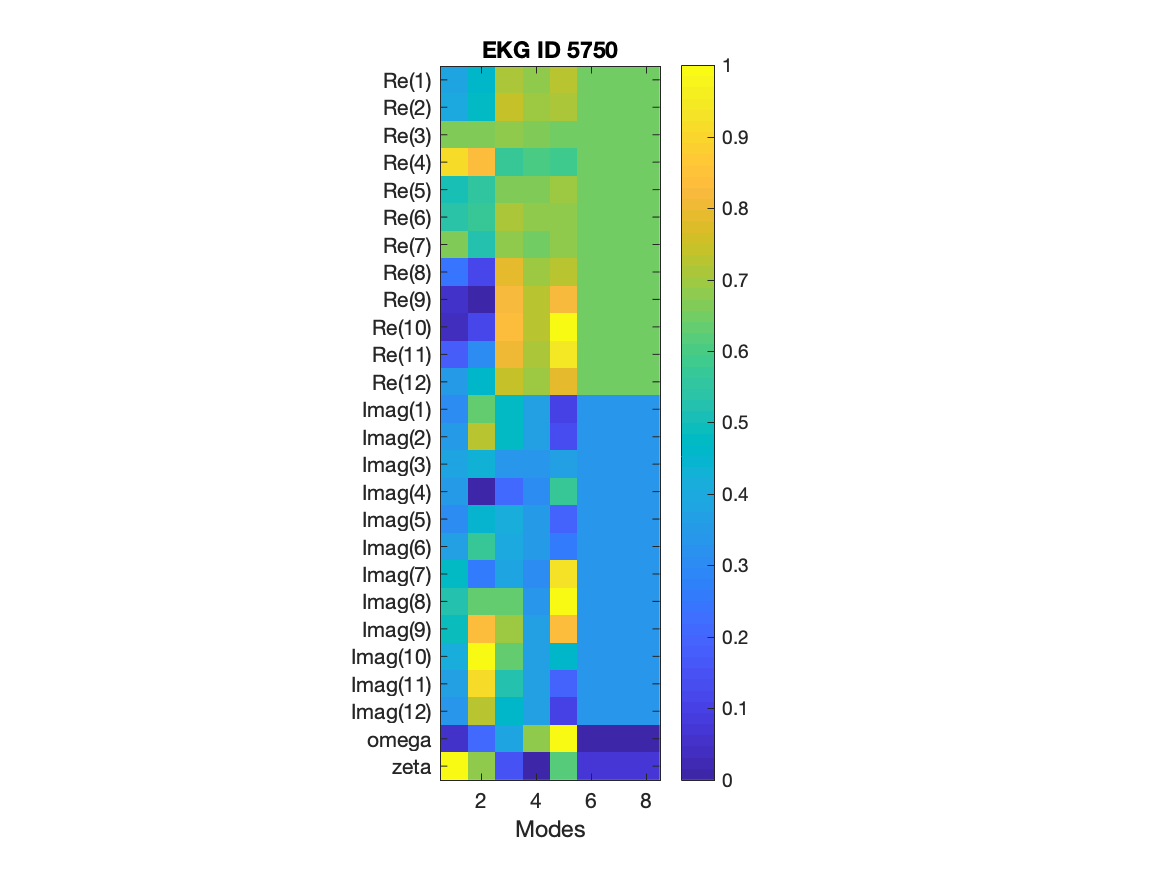 EKG ID 5750
Re(1)
Re(2)
Re(3)
Re(4)
Re(5)
Re(6)
Re(7)
Re(8)
Re(9)
Re(10)
Re(11)
Re(12)
Imag(1)
Imag(2)
Imag(3)
Imag(4)
Imag(5)
Imag(6)
Imag(7)
Imag(8)
Imag(9)
Imag(10)
Imag(11)
Imag(12)
omega
zeta
2 4 6 8
Modes
1
0.9
0.8
0.7
0.6
0.5
0.4
0.3
0.2
0.1
0